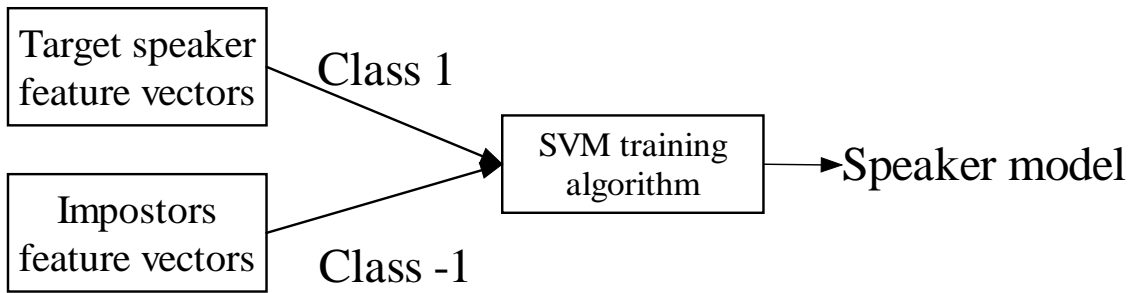 Target speaker
feature vectors
Class 1
SVM training
algorithm
Speaker model
Impostors
feature vectors
Class -1